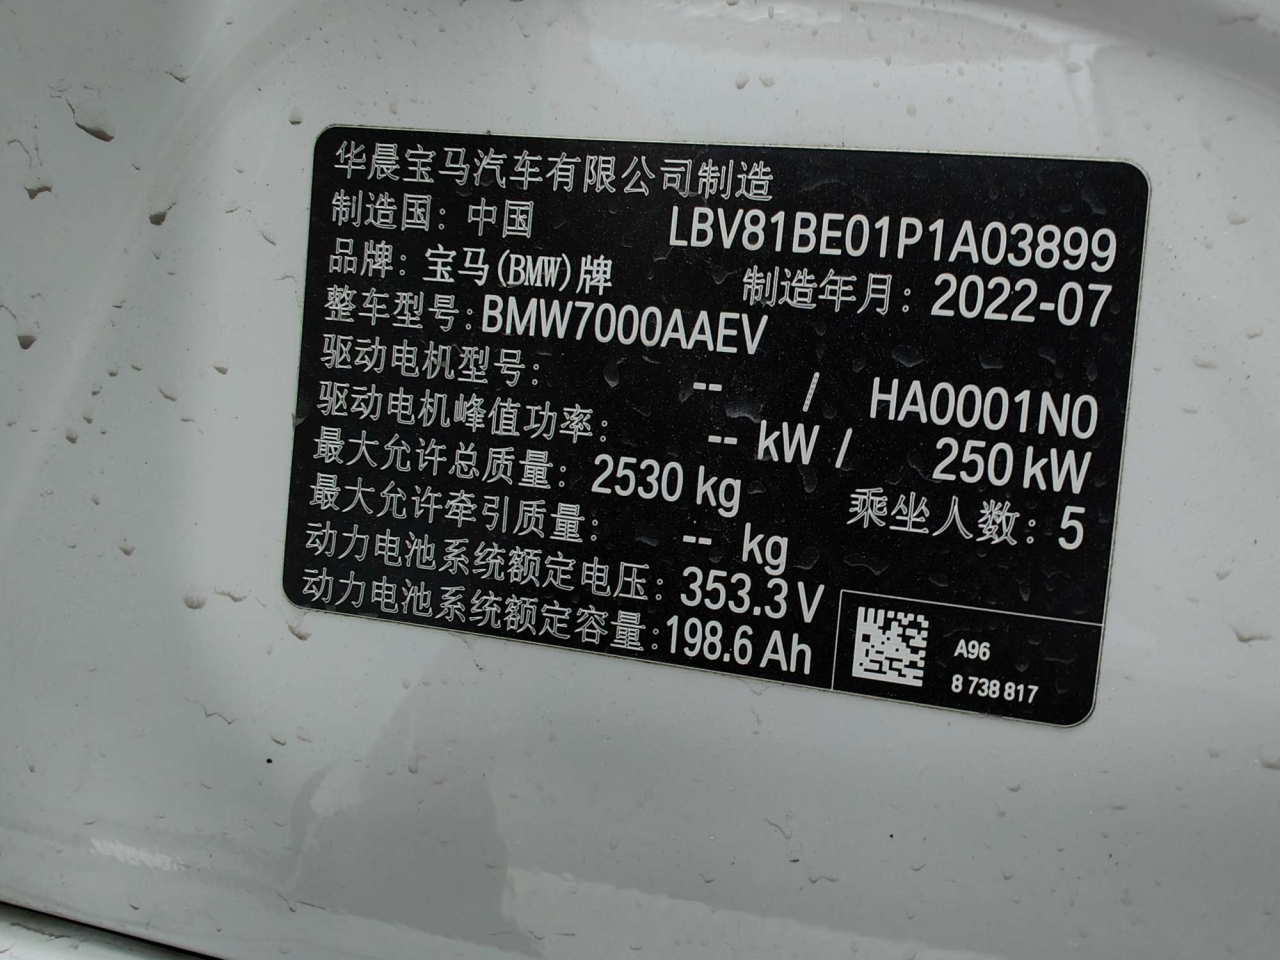 华晨宝马汽车有限公司制造
制造国：中国 LBV81BE01P1A03899
品牌：宝马(BMW)牌 制造年月：2022-07
整车型号：BMW7000AAEV
驱动电机型号： -- / HA0001N0
驱动电机峰值功率： -- kW / 250 kW
最大允许总质量：2530 kg 乘坐人数：5
最大允许牵引质量： -- kg
动力电池系统额定电压：353.3 V
动力电池系统额定容量：198.6 Ah
A96
8 738 817